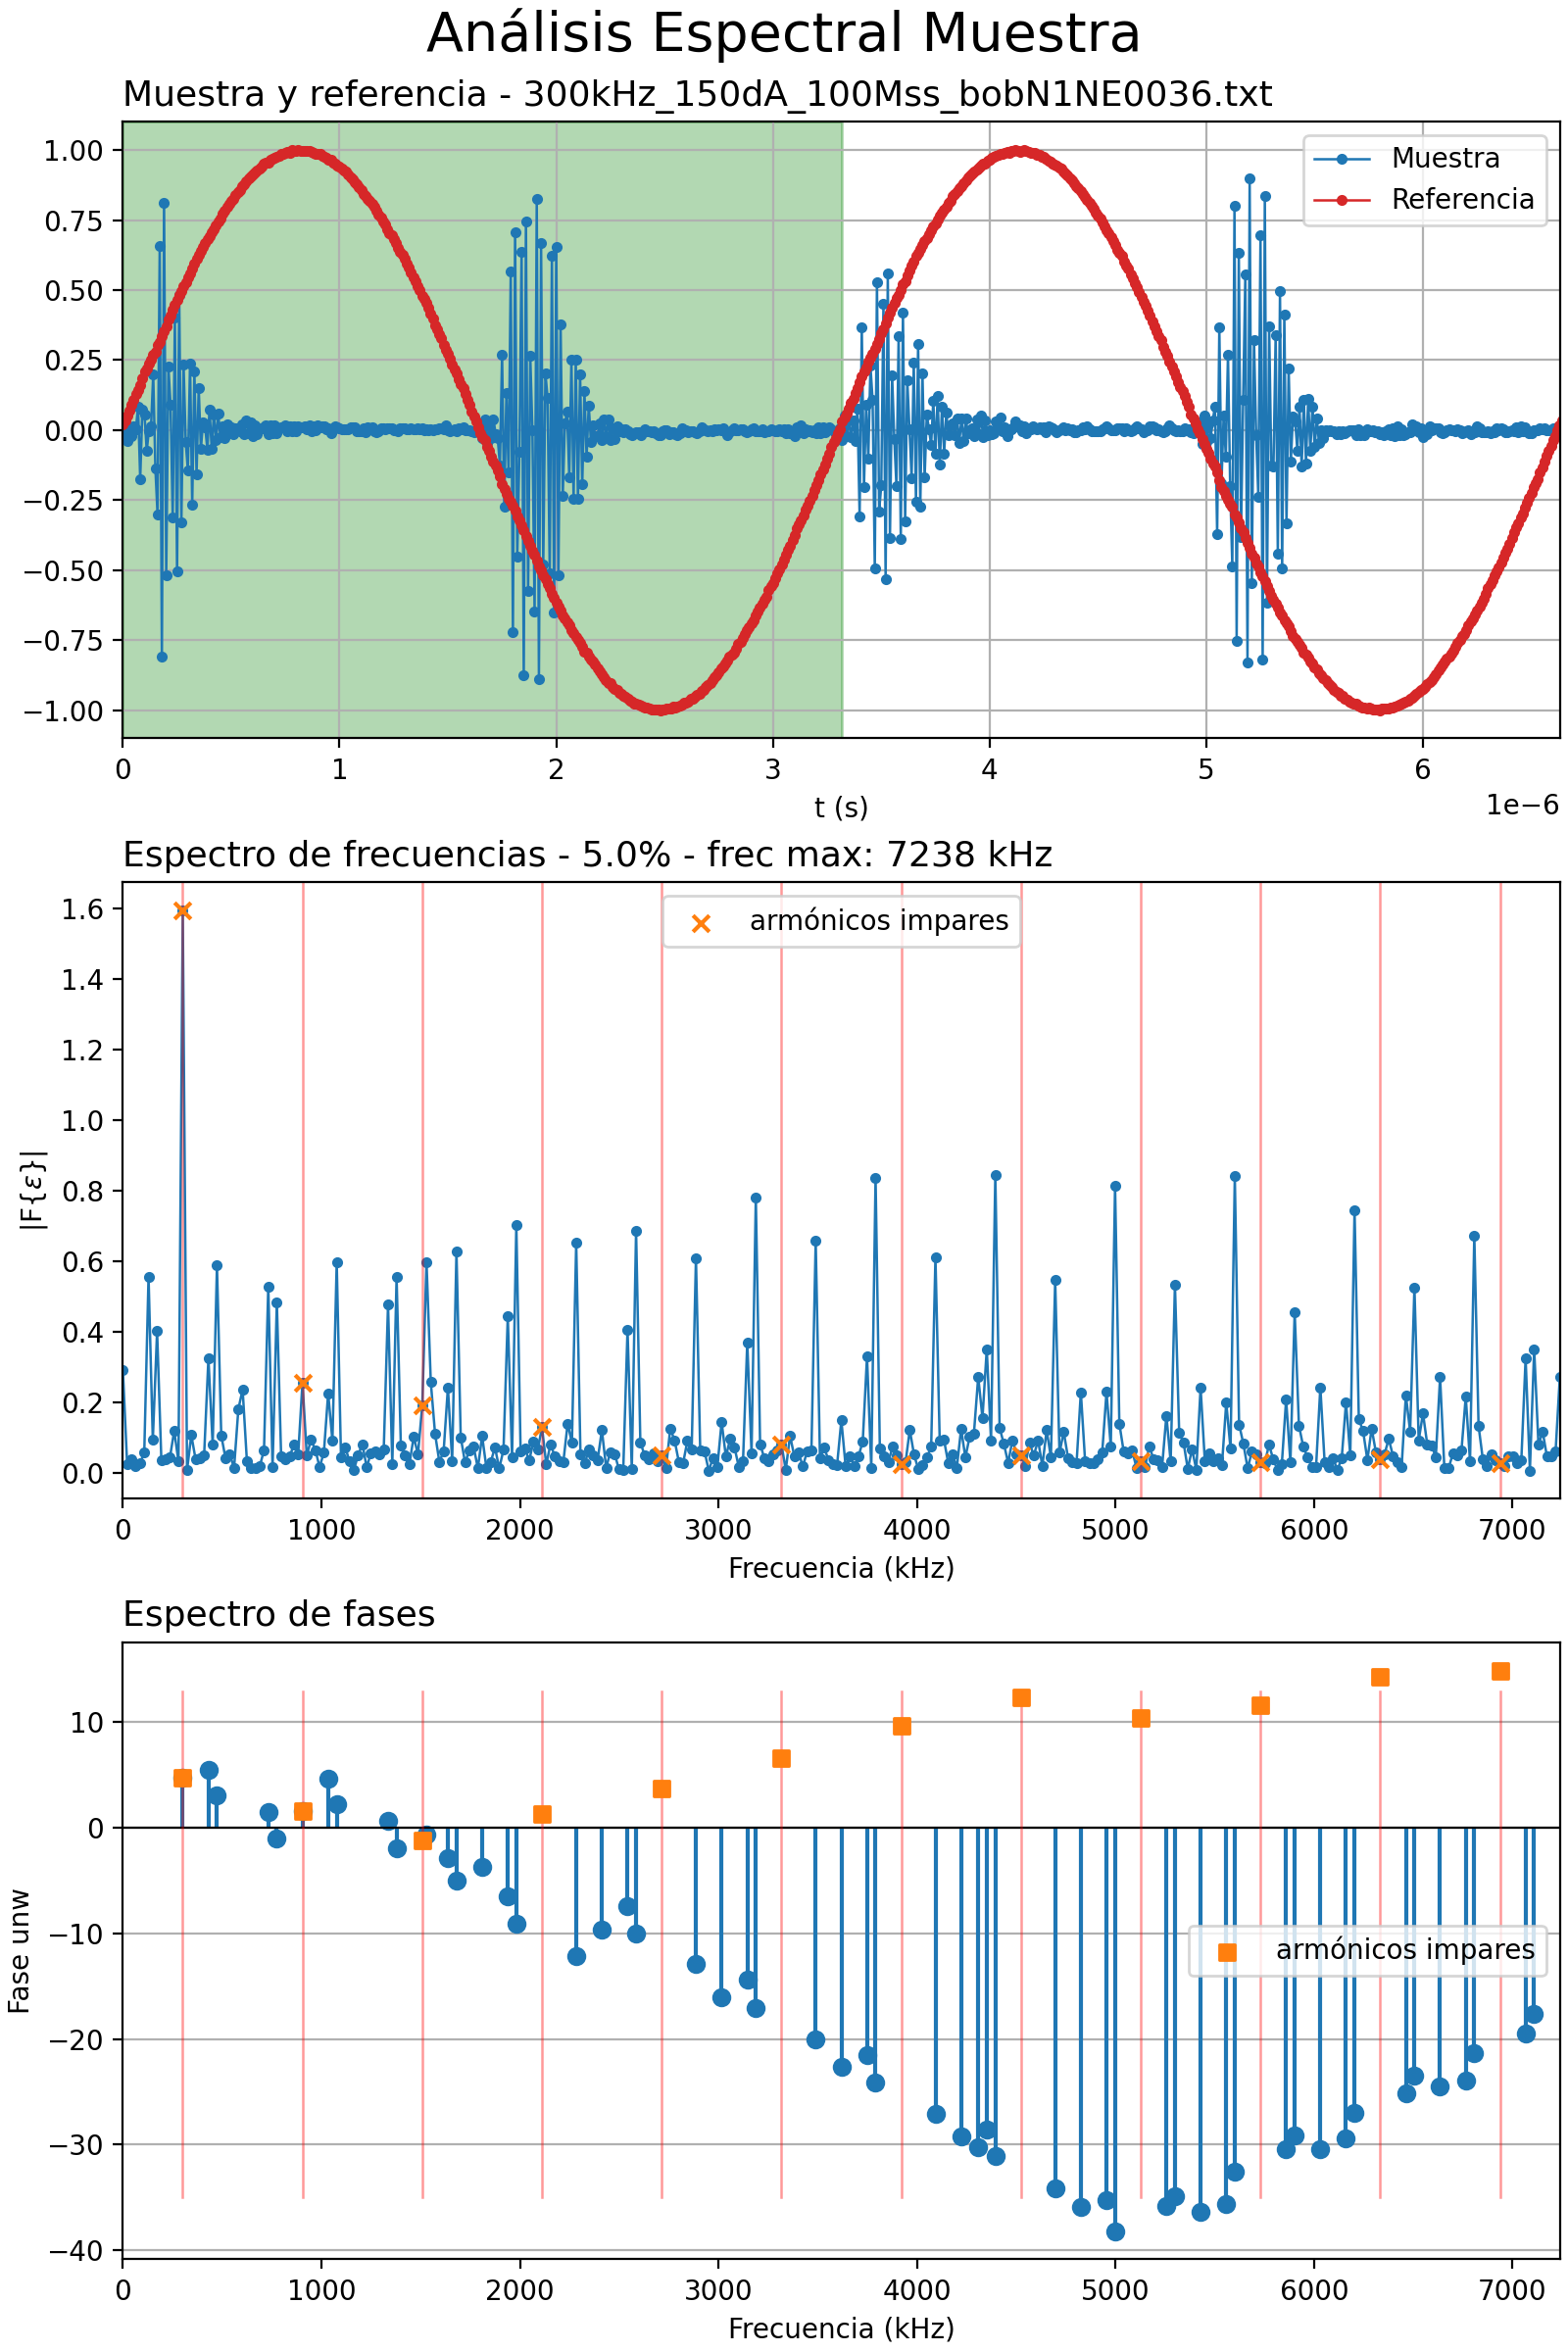 Análisis Espectral Muestra
Muestra y referencia - 300kHz_150dA_100Mss_bobN1NE0036.txt
1.00
0.75
0.50
0.25
0.00
−0.25
−0.50
−0.75
−1.00
Muestra
Referencia
0 1 2 3 4 5 6
t (s)
1e−6
Espectro de frecuencias - 5.0% - frec max: 7238 kHz
|F{ε}|
1.6
1.4
1.2
1.0
0.8
0.6
0.4
0.2
0.0
armónicos impares
0 1000 2000 3000 4000 5000 6000 7000
Frecuencia (kHz)
Espectro de fases
Fase unw
10
0
−10
−20
−30
−40
armónicos impares
0 1000 2000 3000 4000 5000 6000 7000
Frecuencia (kHz)